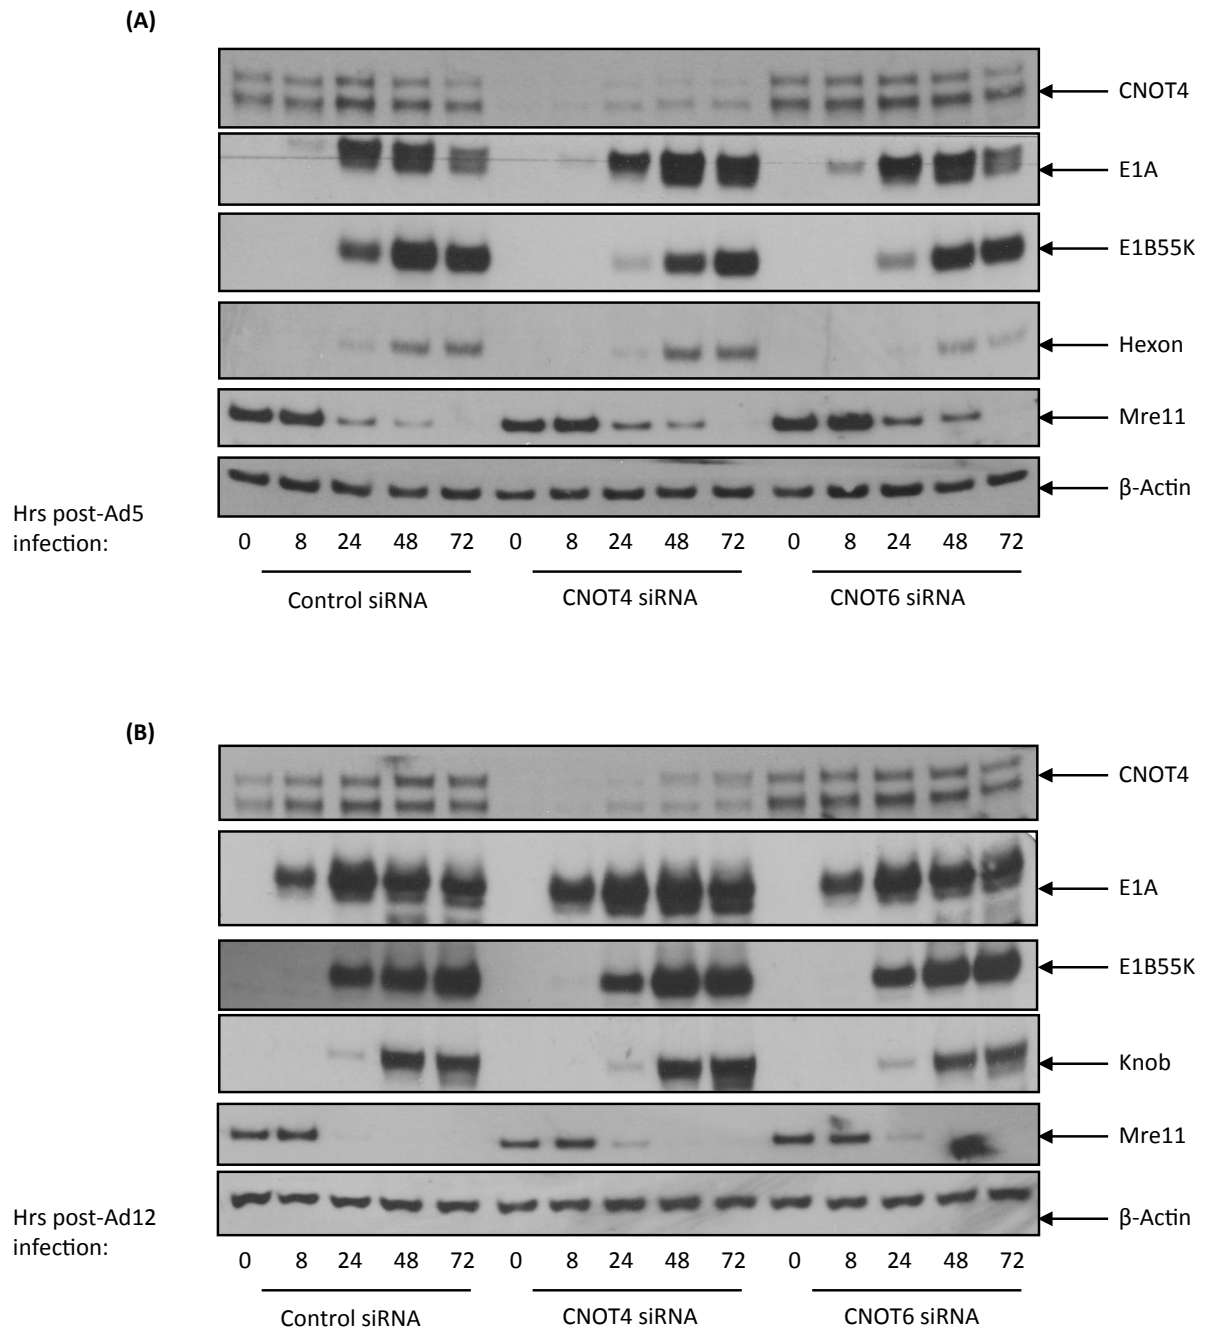 (A)
CNOT4
E1A
E1B55K
Hexon
Mre11
β-Actin
Hrs post-Ad5
infection:
0 8 24 48 72 0 8 24 48 72 0 8 24 48 72
Control siRNA CNOT4 siRNA CNOT6 siRNA
(B)
CNOT4
E1A
E1B55K
Knob
Mre11
β-Actin
Hrs post-Ad12
infection:
0 8 24 48 72 0 8 24 48 72 0 8 24 48 72
Control siRNA CNOT4 siRNA CNOT6 siRNA